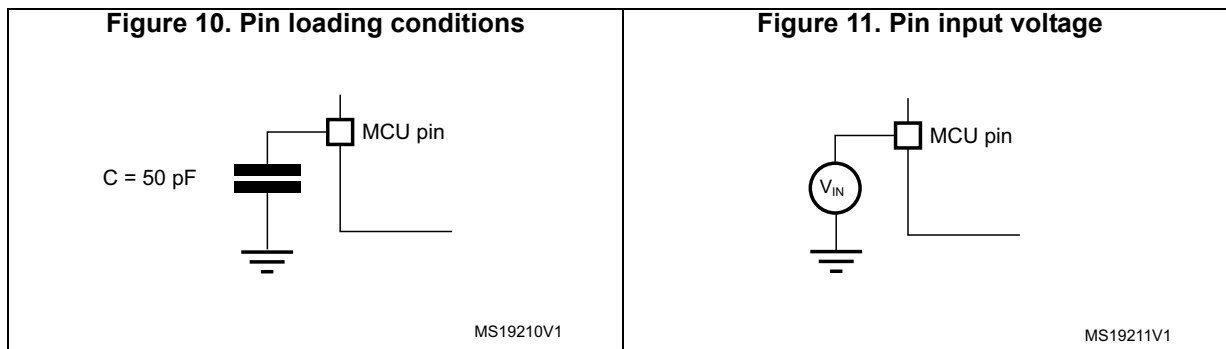 Figure 10. Pin loading conditions
MCU pin
C = 50 pF
MS19210V1
Figure 11. Pin input voltage
MCU pin
VIN
MS19211V1